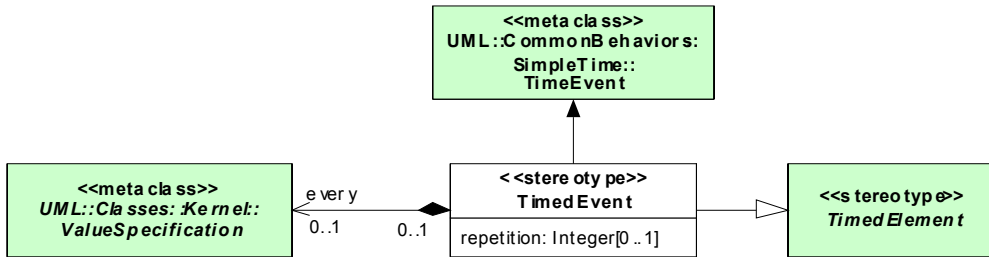 <<metaclass>>
UML::CommonBehaviors:
SimpleTime::
TimeEvent
<<metaclass>>
UML::Classes::Kernel::
ValueSpecification
every
0..1
0..1
<<stereotype>>
TimedEvent
repetition: Integer[0..1]
<<stereotype>>
TimedElement